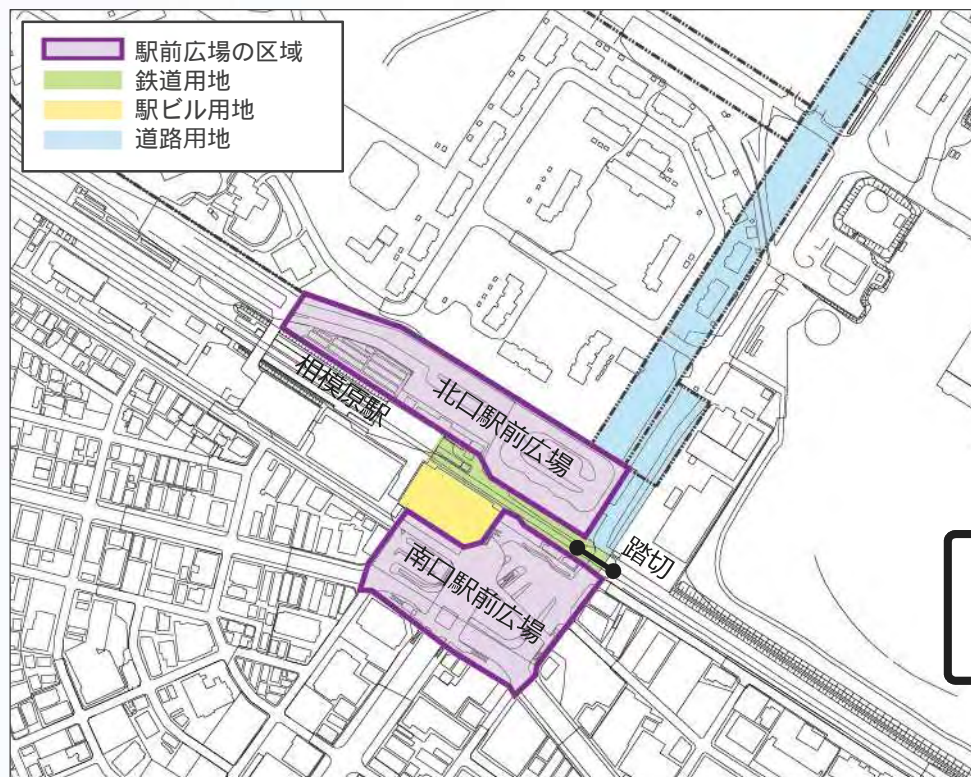 駅前広場の区域
鉄道用地
駅ビル用地
道路用地
相模原駅
北口駅前広場
踏切
南口駅前広場